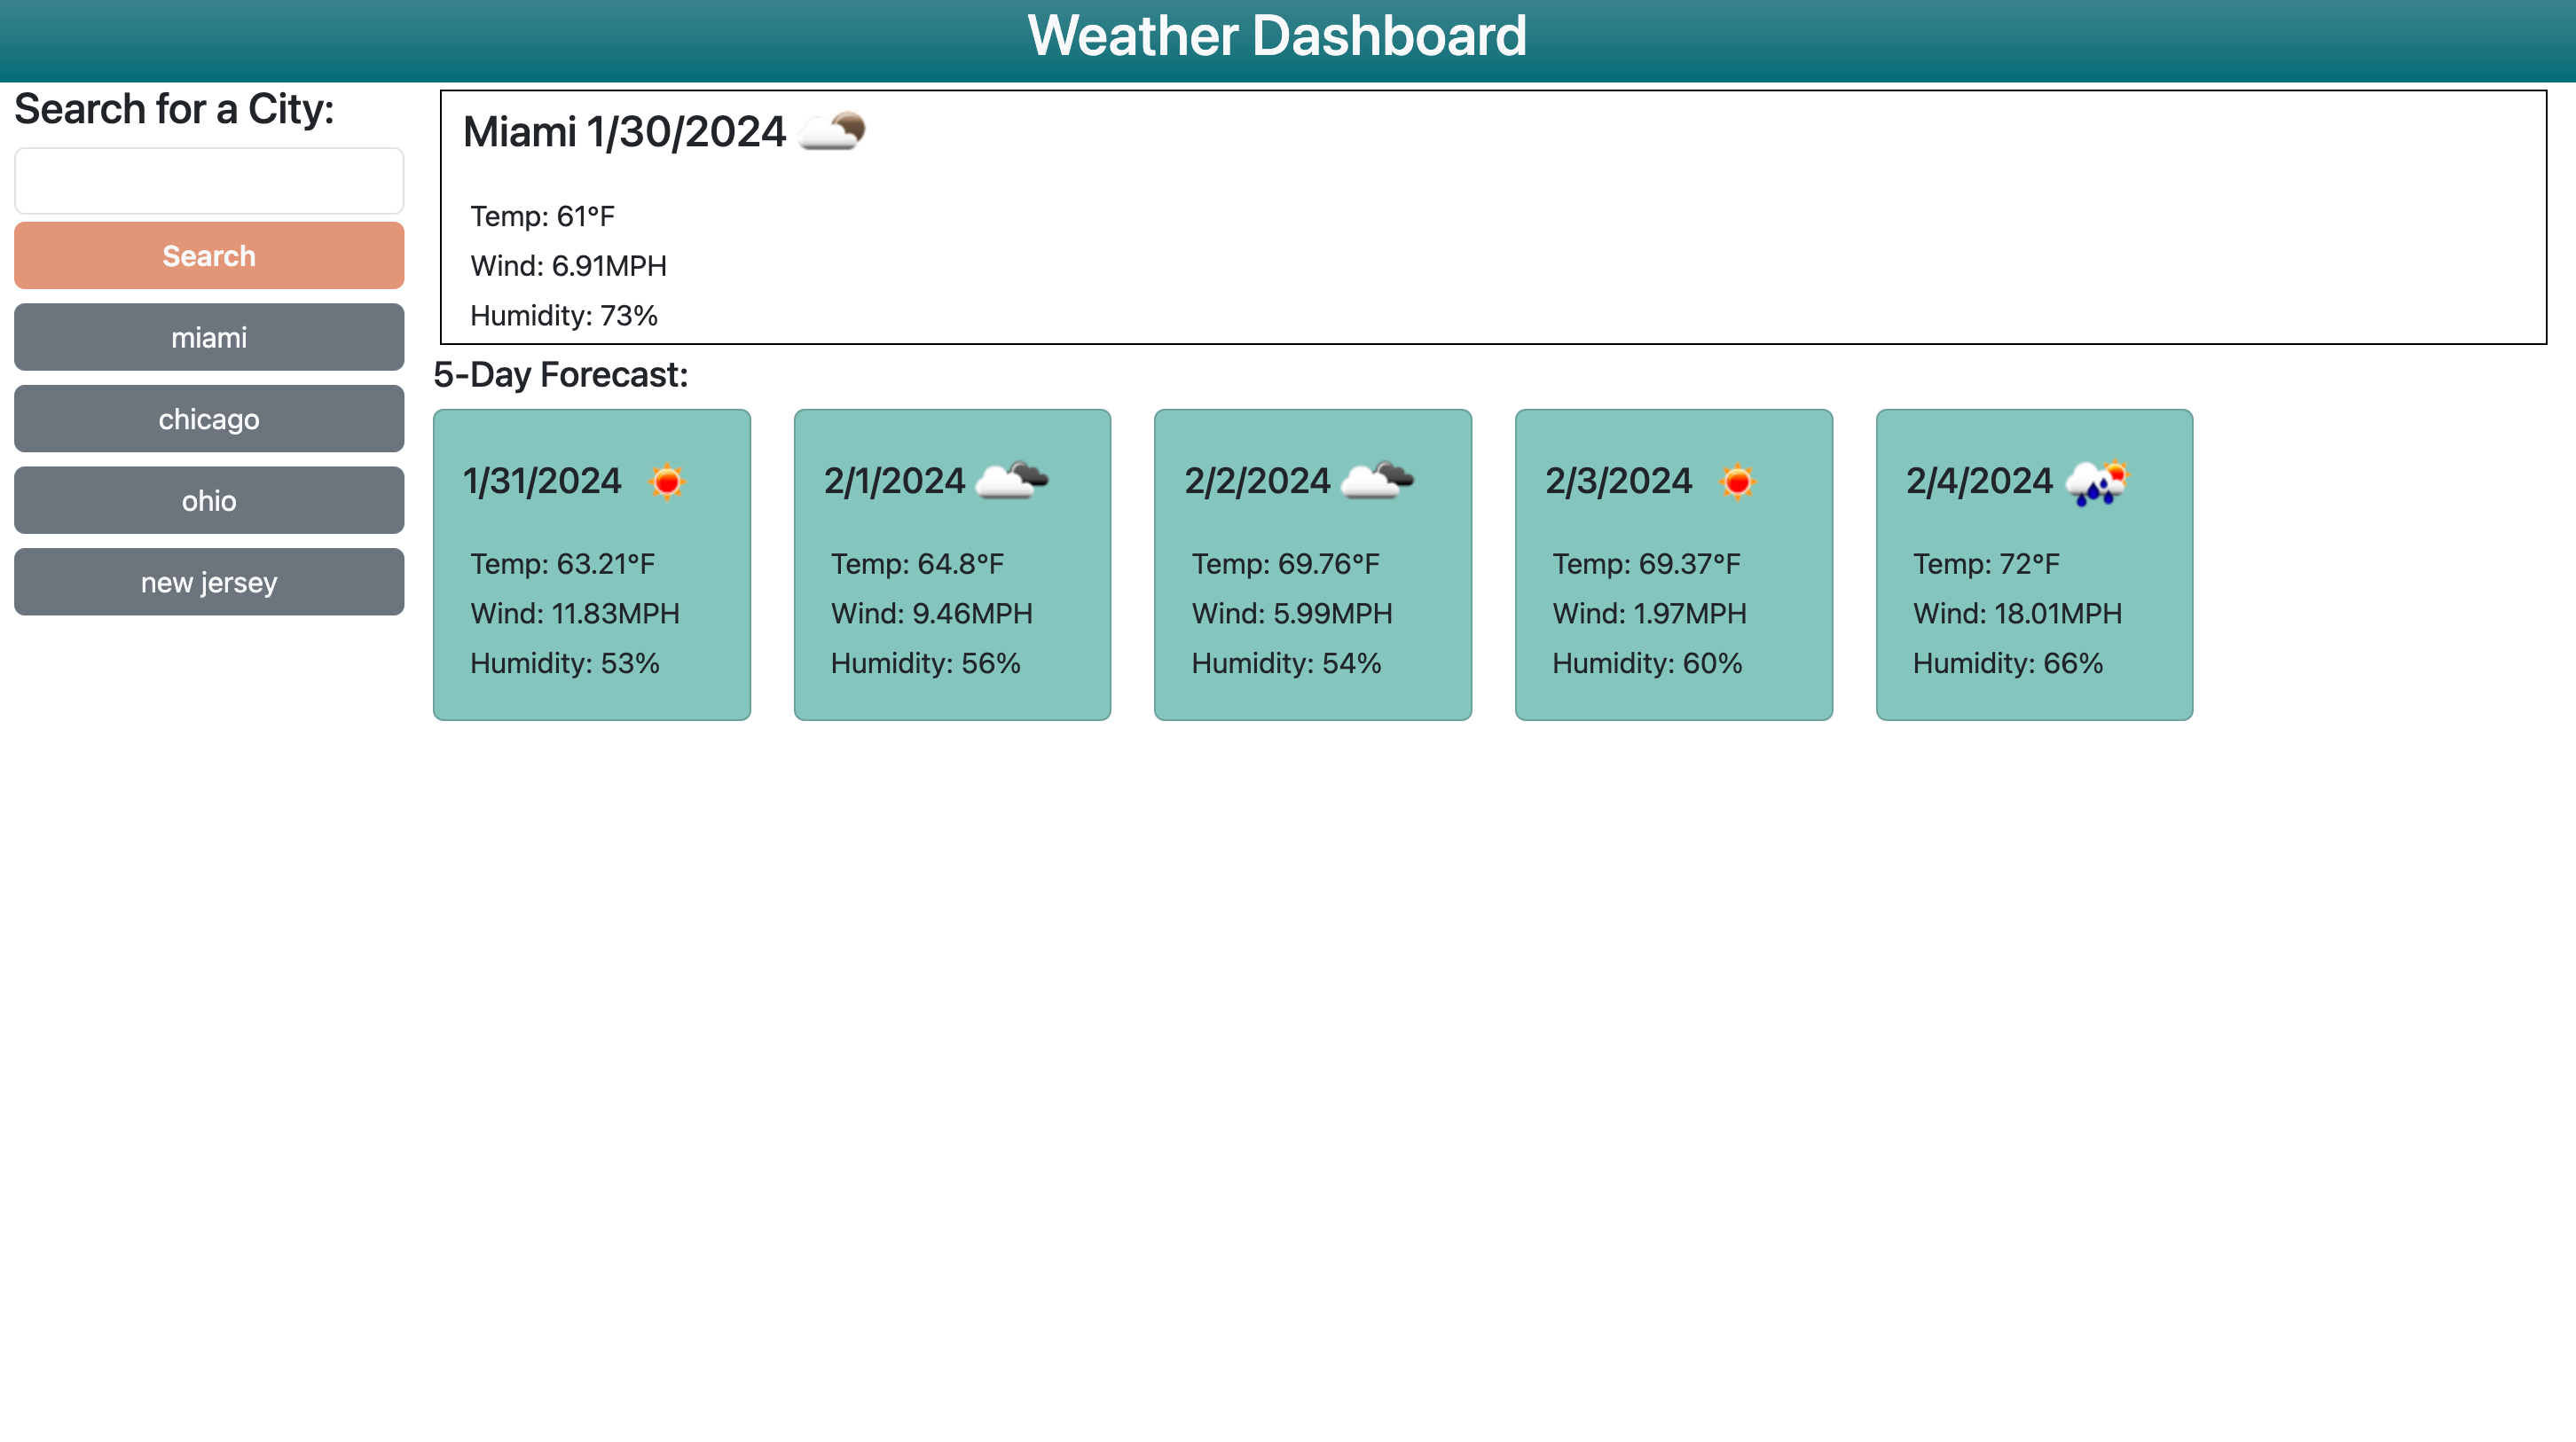 Weather Dashboard
Search for a City:
Search
miami
chicago
ohio
new jersey
Miami 1/30/2024
Temp: 61°F
Wind: 6.91MPH
Humidity: 73%
5-Day Forecast:
1/31/2024
Temp: 63.21°F
Wind: 11.83MPH
Humidity: 53%
2/1/2024
Temp: 64.8°F
Wind: 9.46MPH
Humidity: 56%
2/2/2024
Temp: 69.76°F
Wind: 5.99MPH
Humidity: 54%
2/3/2024
Temp: 69.37°F
Wind: 1.97MPH
Humidity: 60%
2/4/2024
Temp: 72°F
Wind: 18.01MPH
Humidity: 66%